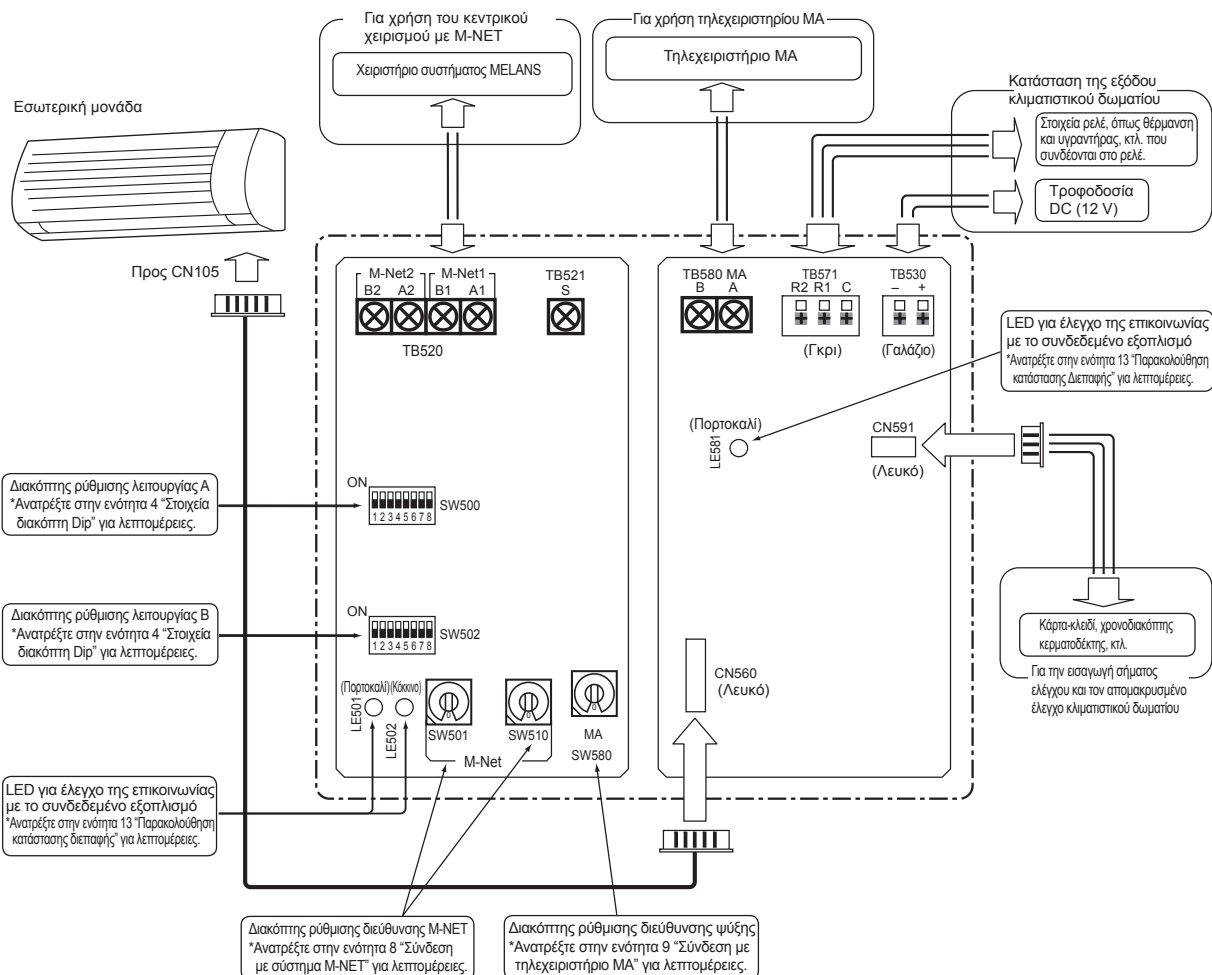 Για χρήση του κεντρικού
χειρισμού με M-NET
Χειριστήριο συστήματος MELANS
Για χρήση τηλεχειριστηρίου MA
Τηλεχειριστήριο MA
Κατάσταση της εξόδου
κλιματιστικού δωματίου
Στοιχεία ρελέ, όπως θέρμανση
και υγραντήρας, κτλ. που
συνδέονται στο ρελέ.
Τροφοδοσία
DC (12 V)
Εσωτερική μονάδα
Προς CN105
M-Net2 M-Net1
B2 A2 B1 A1
TB520
TB521
S
TB580 MA
B A
TB571
R2 R1 C
(Γκρι)
TB530
– +
(Γαλάζιο)
LED για έλεγχο της επικοινωνίας
με το συνδεδεμένο εξοπλισμό
*Ανατρέξτε στην ενότητα 13 “Παρακολούθηση
κατάστασης Διεπαφής” για λεπτομέρειες.
(Πορτοκαλί)
LE581
CN591
(Λευκό)
Διακόπτης ρύθμισης λειτουργίας A
*Ανατρέξτε στην ενότητα 4 “Στοιχεία
διακόπτη Dip” για λεπτομέρειες.
ON
1 2 3 4 5 6 7 8
SW500
Διακόπτης ρύθμισης λειτουργίας B
*Ανατρέξτε στην ενότητα 4 “Στοιχεία
διακόπτη Dip” για λεπτομέρειες.
ON
1 2 3 4 5 6 7 8
SW502
Κάρτα-κλειδί, χρονοδιακόπτης
κερματοδέκτης, κτλ.
Για την εισαγωγή σήματος
ελέγχου και τον απομακρυσμένο
έλεγχο κλιματιστικού δωματίου
CN560
(Λευκό)
(Πορτοκαλί) (Κόκκινο)
LE501
LE502
0
SW501
0
SW510
M-Net
0
MA
SW580
LED για έλεγχο της επικοινωνίας
με το συνδεδεμένο εξοπλισμό
*Ανατρέξτε στην ενότητα 13 “Παρακολούθηση
κατάστασης διεπαφής” για λεπτομέρειες.
Διακόπτης ρύθμισης διεύθυνσης M-NET
*Ανατρέξτε στην ενότητα 8 “Σύνδεση
με σύστημα M-NET” για λεπτομέρειες.
Διακόπτης ρύθμισης διεύθυνσης ψύξης
*Ανατρέξτε στην ενότητα 9 “Σύνδεση με
τηλεχειριστήριο MA” για λεπτομέρειες.